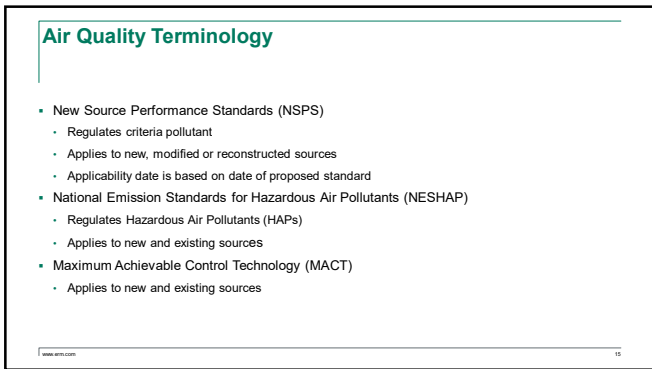 Air Quality Terminology
▪ New Source Performance Standards (NSPS)
• Regulates criteria pollutant
• Applies to new, modified or reconstructed sources
• Applicability date is based on date of proposed standard
▪ National Emission Standards for Hazardous Air Pollutants (NESHAP)
• Regulates Hazardous Air Pollutants (HAPs)
• Applies to new and existing sources
▪ Maximum Achievable Control Technology (MACT)
• Applies to new and existing sources
www.erm.com 15